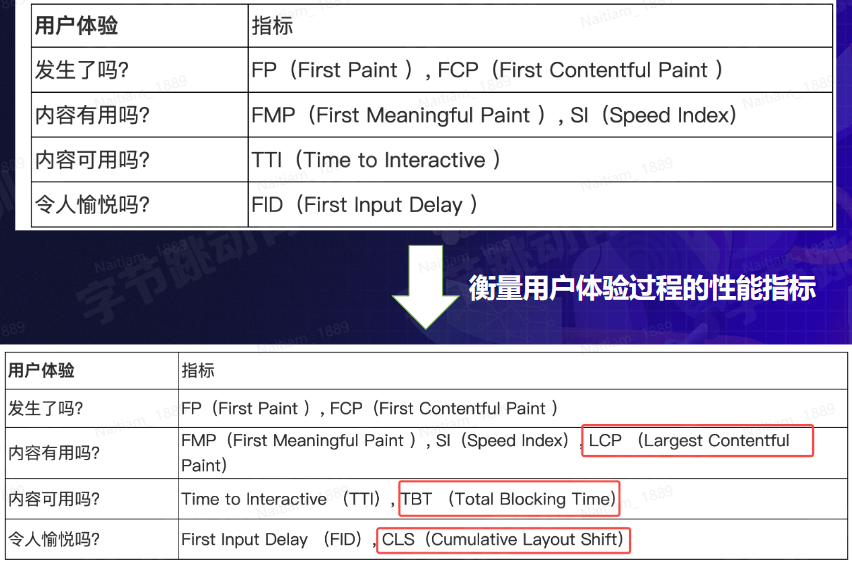 用户体验 指标
发生了吗? FP（First Paint ）, FCP（First Contentful Paint ）
内容有用吗? FMP（First Meaningful Paint ）, SI（Speed Index）
内容可用吗? TTI（Time to Interactive ）
令人愉悦吗? FID（First Input Delay ）
衡量用户体验过程的性能指标
用户体验 指标
发生了吗? FP（First Paint ）, FCP（First Contentful Paint ）
内容有用吗? FMP（First Meaningful Paint ）, SI（Speed Index）, LCP （Largest Contentful
Paint）
内容可用吗? Time to Interactive （TTI）, TBT （Total Blocking Time）
令人愉悦吗? First Input Delay （FID）, CLS（Cumulative Layout Shift）
Naitiam_1889